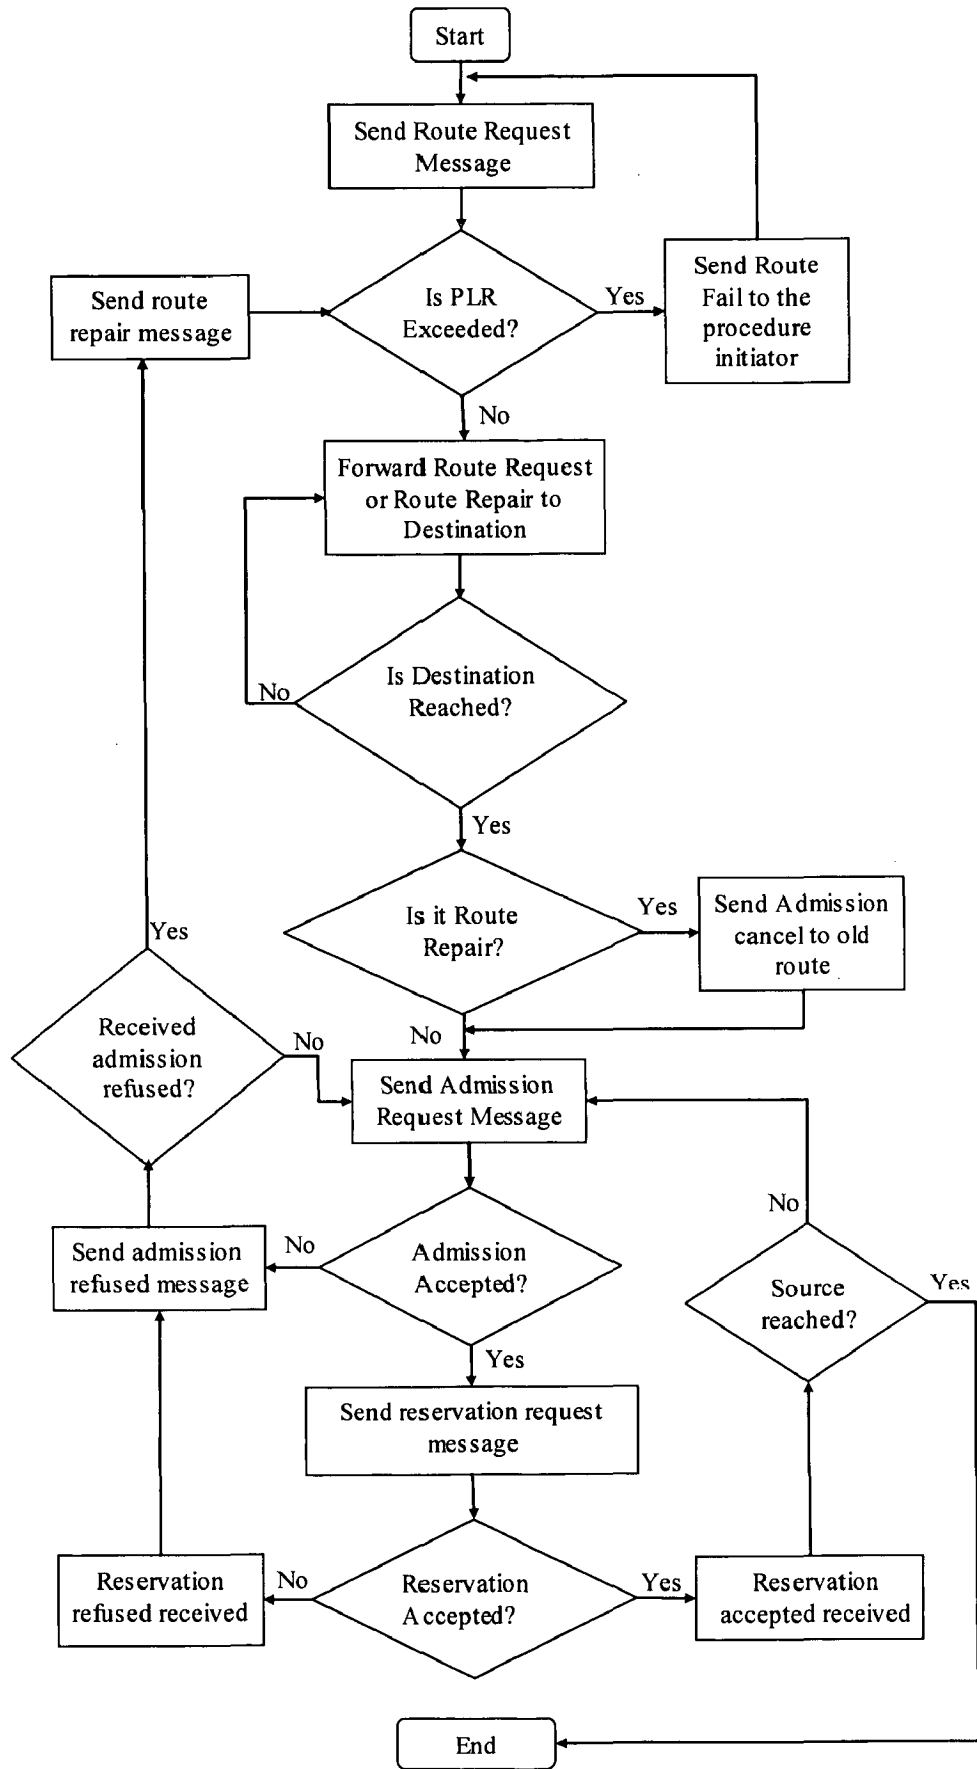 Start
Send Route Request
Message
Send route
repair message
Is PLR
Exceeded?
Yes
Send Route
Fail to the
procedure
initiator
No
Forward Route Request
or Route Repair to
Destination
No
Is Destination
Reached?
Yes
Is it Route
Repair?
Yes
Send Admission
cancel to old
route
Yes
Received
admission
refused?
No
No
Send Admission
Request Message
No
Send admission
refused message
No
Admission
Accepted?
Source
reached?
Yes
Yes
Send reservation request
message
Reservation
refused received
No
Reservation
Accepted?
Yes
Reservation
accepted received
End